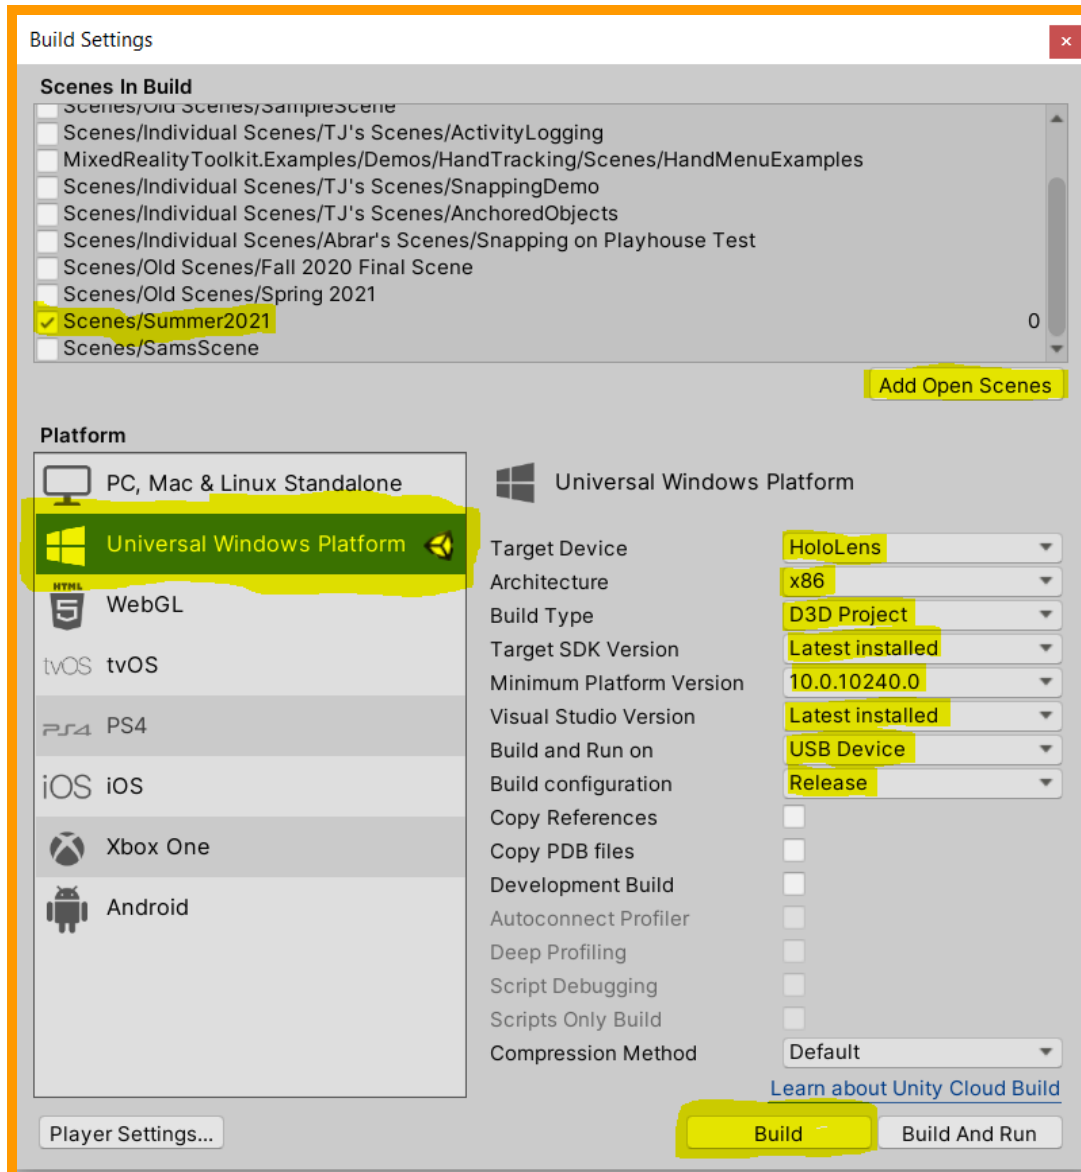 Build Settings
Scenes In Build
Scenes/Old Scenes/SampleScene
Scenes/Individual Scenes/TJ's Scenes/ActivityLogging
MixedRealityToolkit.Examples/Demos/HandTracking/Scenes/HandMenuExamples
Scenes/Individual Scenes/TJ's Scenes/SnappingDemo
Scenes/Individual Scenes/TJ's Scenes/AnchoredObjects
Scenes/Individual Scenes/Abrar's Scenes/Snapping on Playhouse Test
Scenes/Old Scenes/Fall 2020 Final Scene
Scenes/Old Scenes/Spring 2021
Scenes/Summer2021 0
Scenes/SamsScene
Add Open Scenes
Platform
PC, Mac & Linux Standalone
Universal Windows Platform
HTML 5 WebGL
tvOS tvOS
PS4 PS4
iOS iOS
Xbox One
Android
Universal Windows Platform
Target Device HoloLens
Architecture x86
Build Type D3D Project
Target SDK Version Latest installed
Minimum Platform Version 10.0.10240.0
Visual Studio Version Latest installed
Build and Run on USB Device
Build configuration Release
Copy References
Copy PDB files
Development Build
Autoconnect Profiler
Deep Profiling
Script Debugging
Scripts Only Build
Compression Method Default
Learn about Unity Cloud Build
Player Settings... Build Build And Run